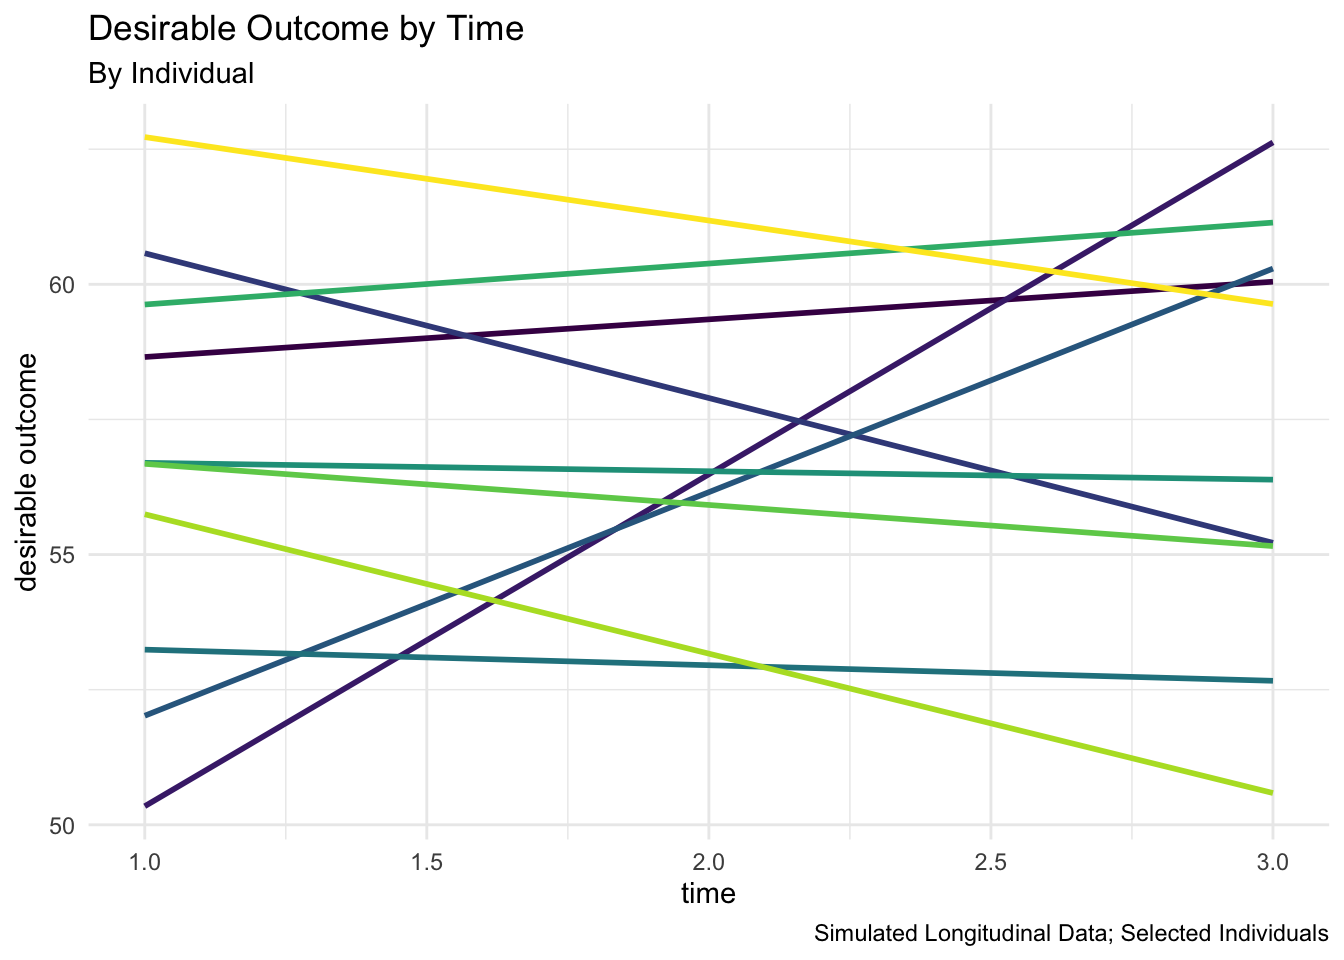 Desirable Outcome by Time
By Individual
desirable outcome
60
55
50
1.0 1.5 2.0 2.5 3.0
time
Simulated Longitudinal Data; Selected Individuals